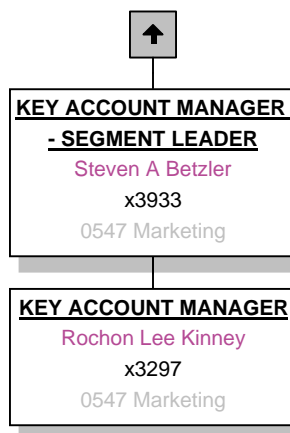 KEY ACCOUNT MANAGER
- SEGMENT LEADER
Steven A Betzler
x3933
0547 Marketing
KEY ACCOUNT MANAGER
Rochon Lee Kinney
x3297
0547 Marketing